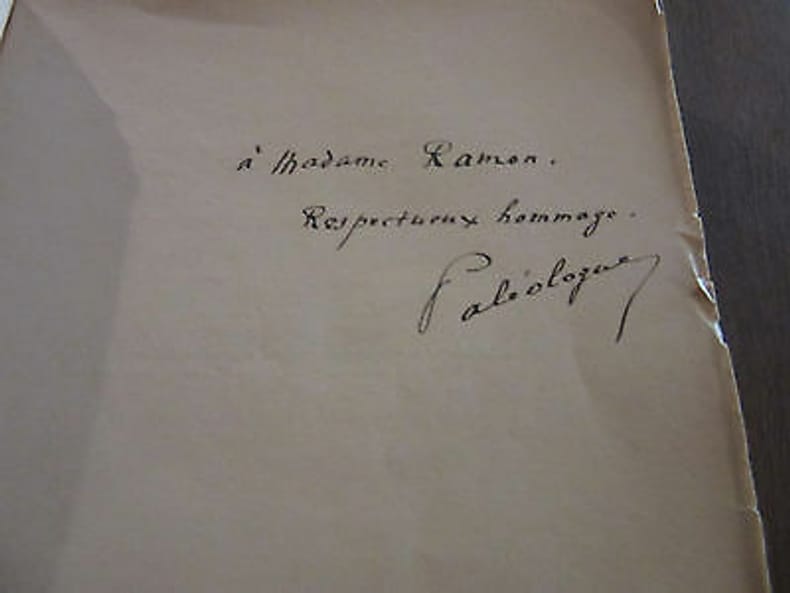 à Madame Ramon.
Respectueux hommage.
Paléologue